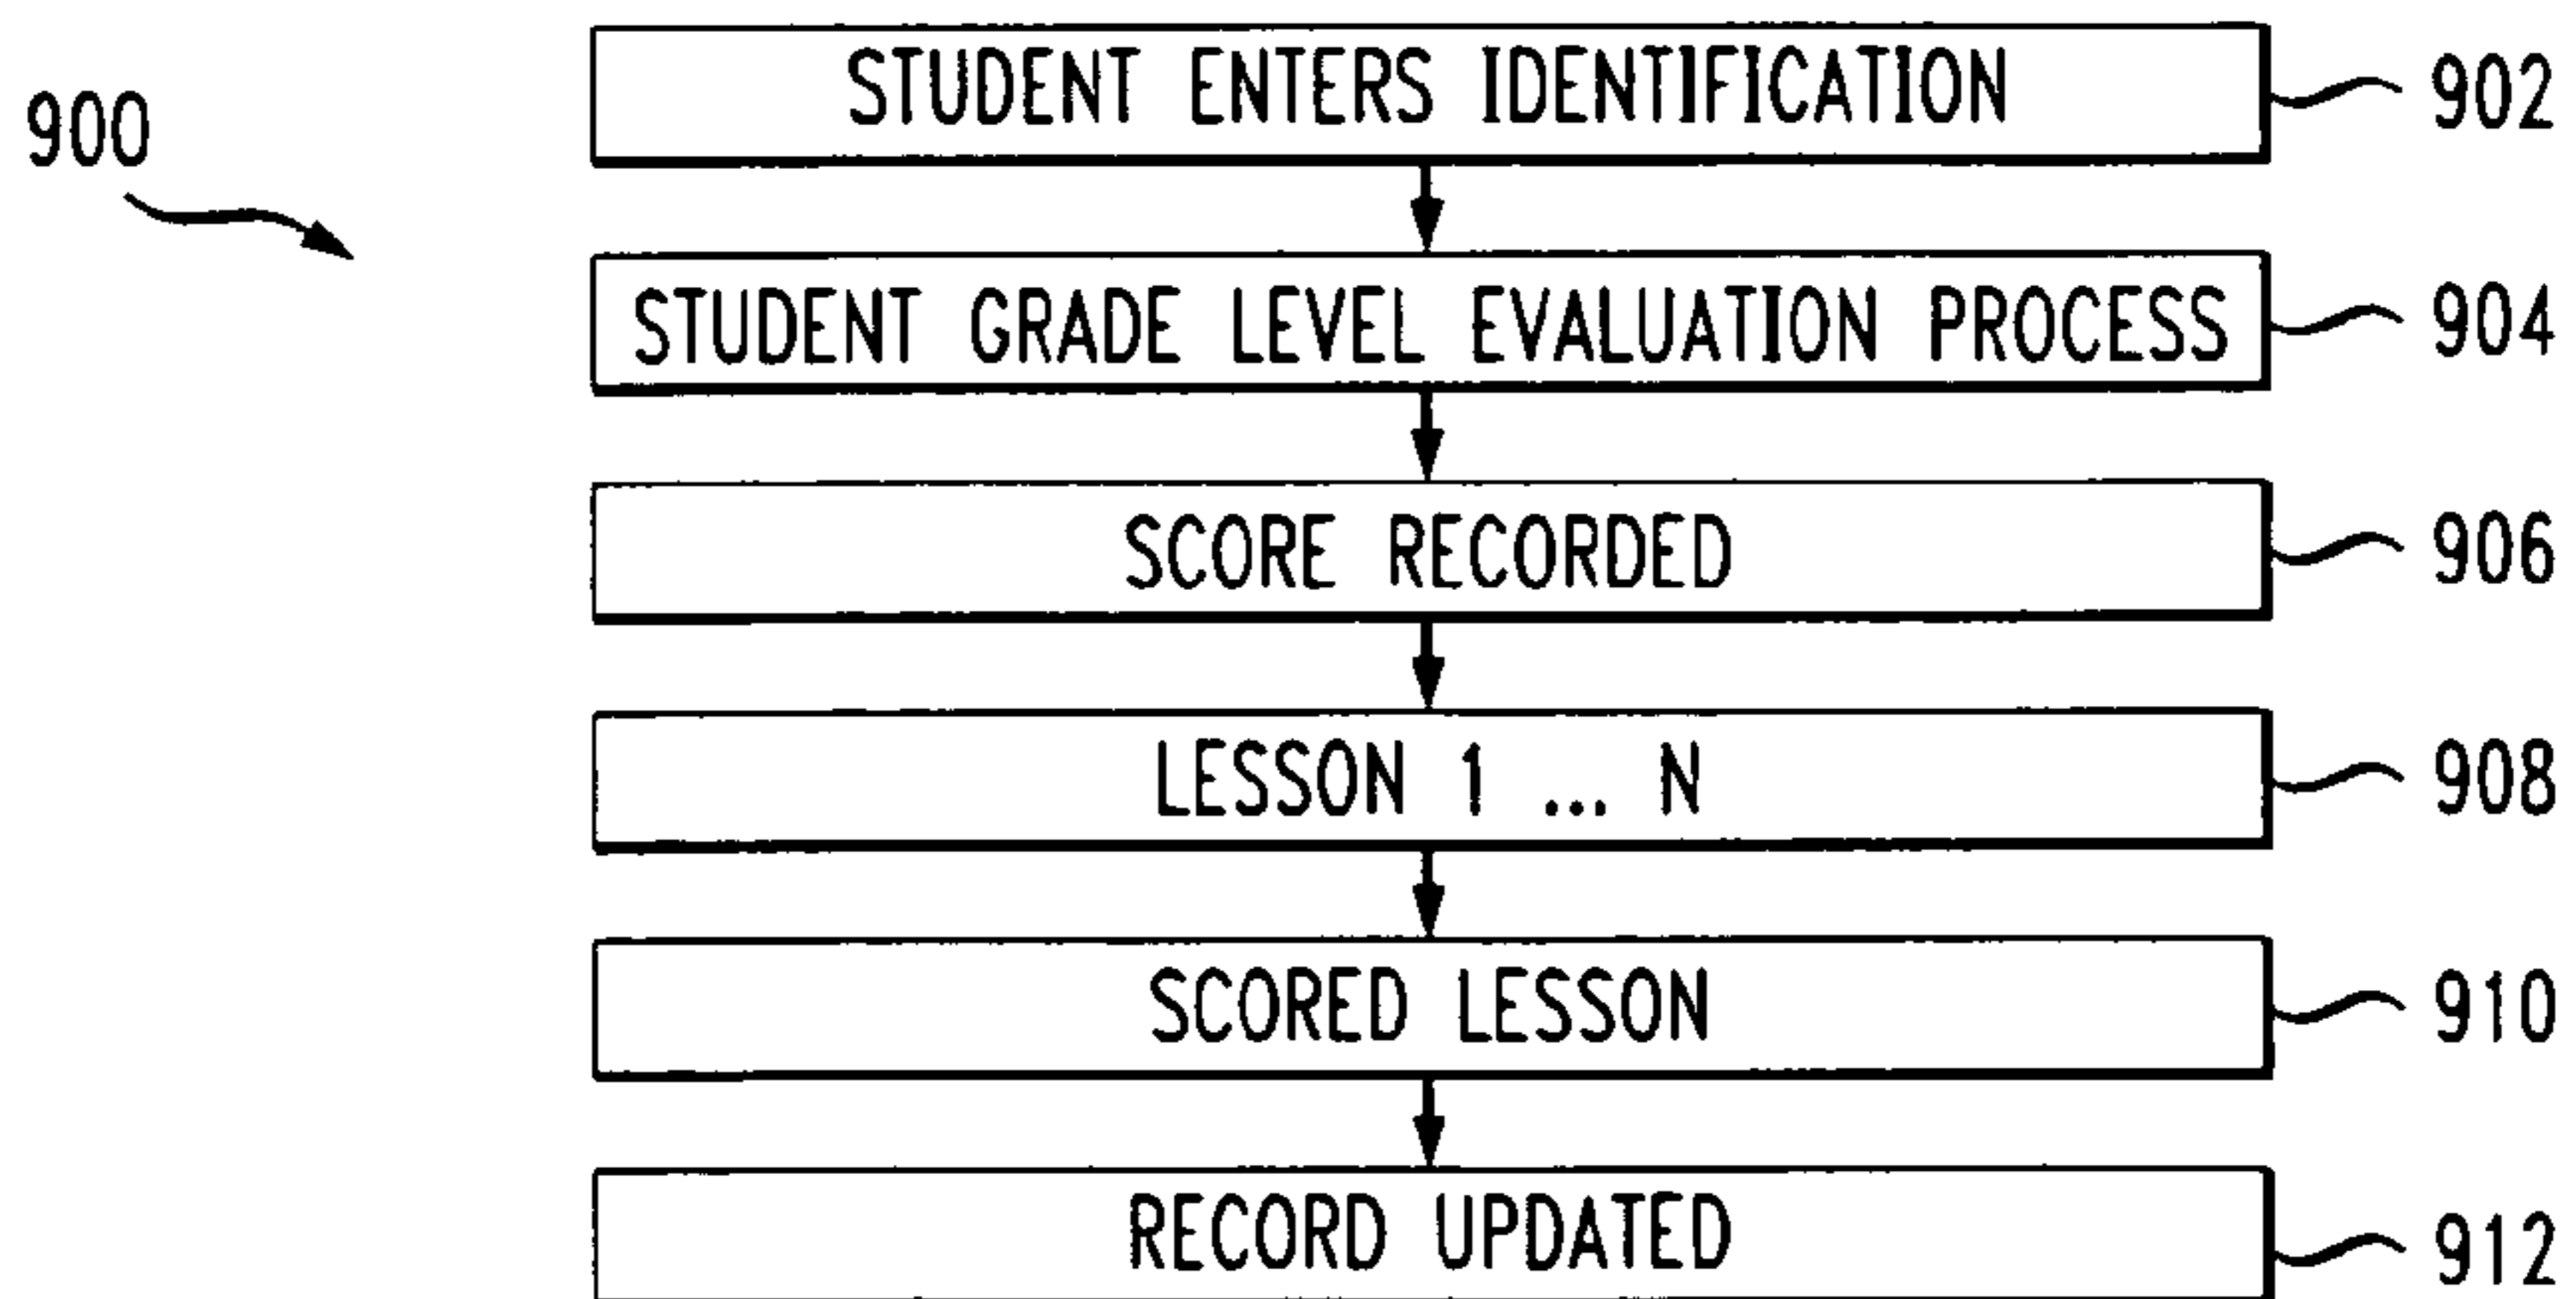 900
STUDENT ENTERS IDENTIFICATION 902
STUDENT GRADE LEVEL EVALUATION PROCESS 904
SCORE RECORDED 906
LESSON 1 ... N 908
SCORED LESSON 910
RECORD UPDATED 912